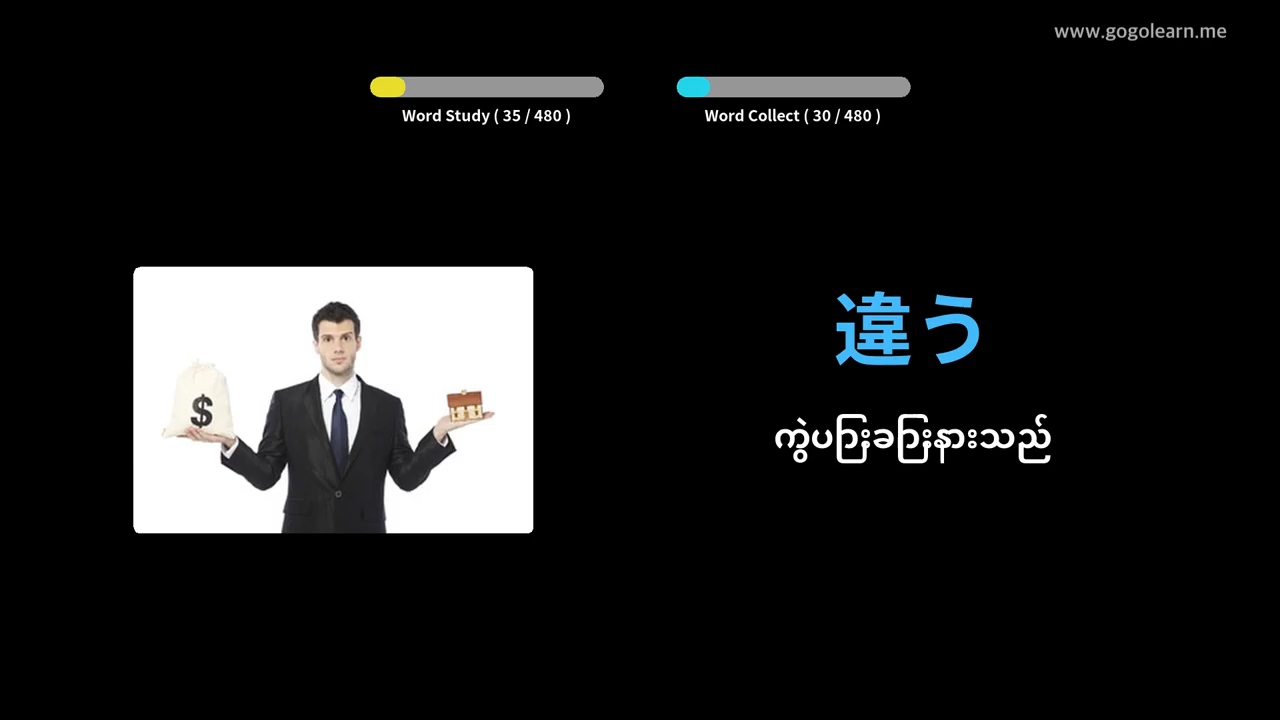 www.gogolearn.me
Word Study ( 35 / 480 )
Word Collect ( 30 / 480 )
$
違う
ကွဲပြားခြားနားသည်